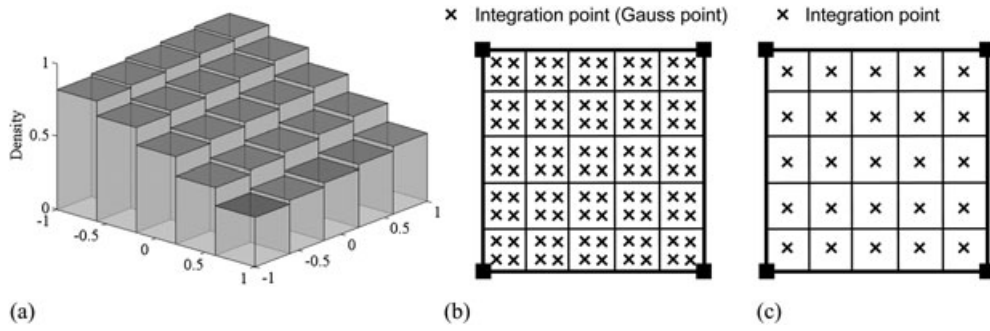 × Integration point (Gauss point)
× Integration point
1
0.5
0
Density
-1
-0.5
0
0.5
1
-1
-0.5
0
0.5
1
(a)
(b)
(c)